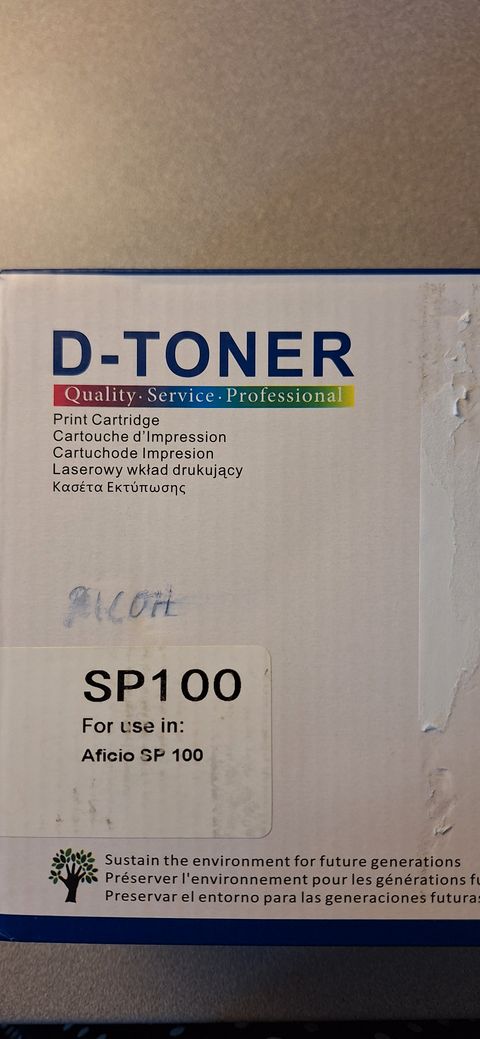 D-TONER
Quality · Service · Professional
Print Cartridge
Cartouche d'Impression
Cartuchode Impresion
Laserowy wkład drukujący
Κασέτα Εκτύπωσης
RICOH
SP100
For use in:
Aficio SP 100
Sustain the environment for future generations
Préserver l'environnement pour les générations fu
Preservar el entorno para las generaciones futuras